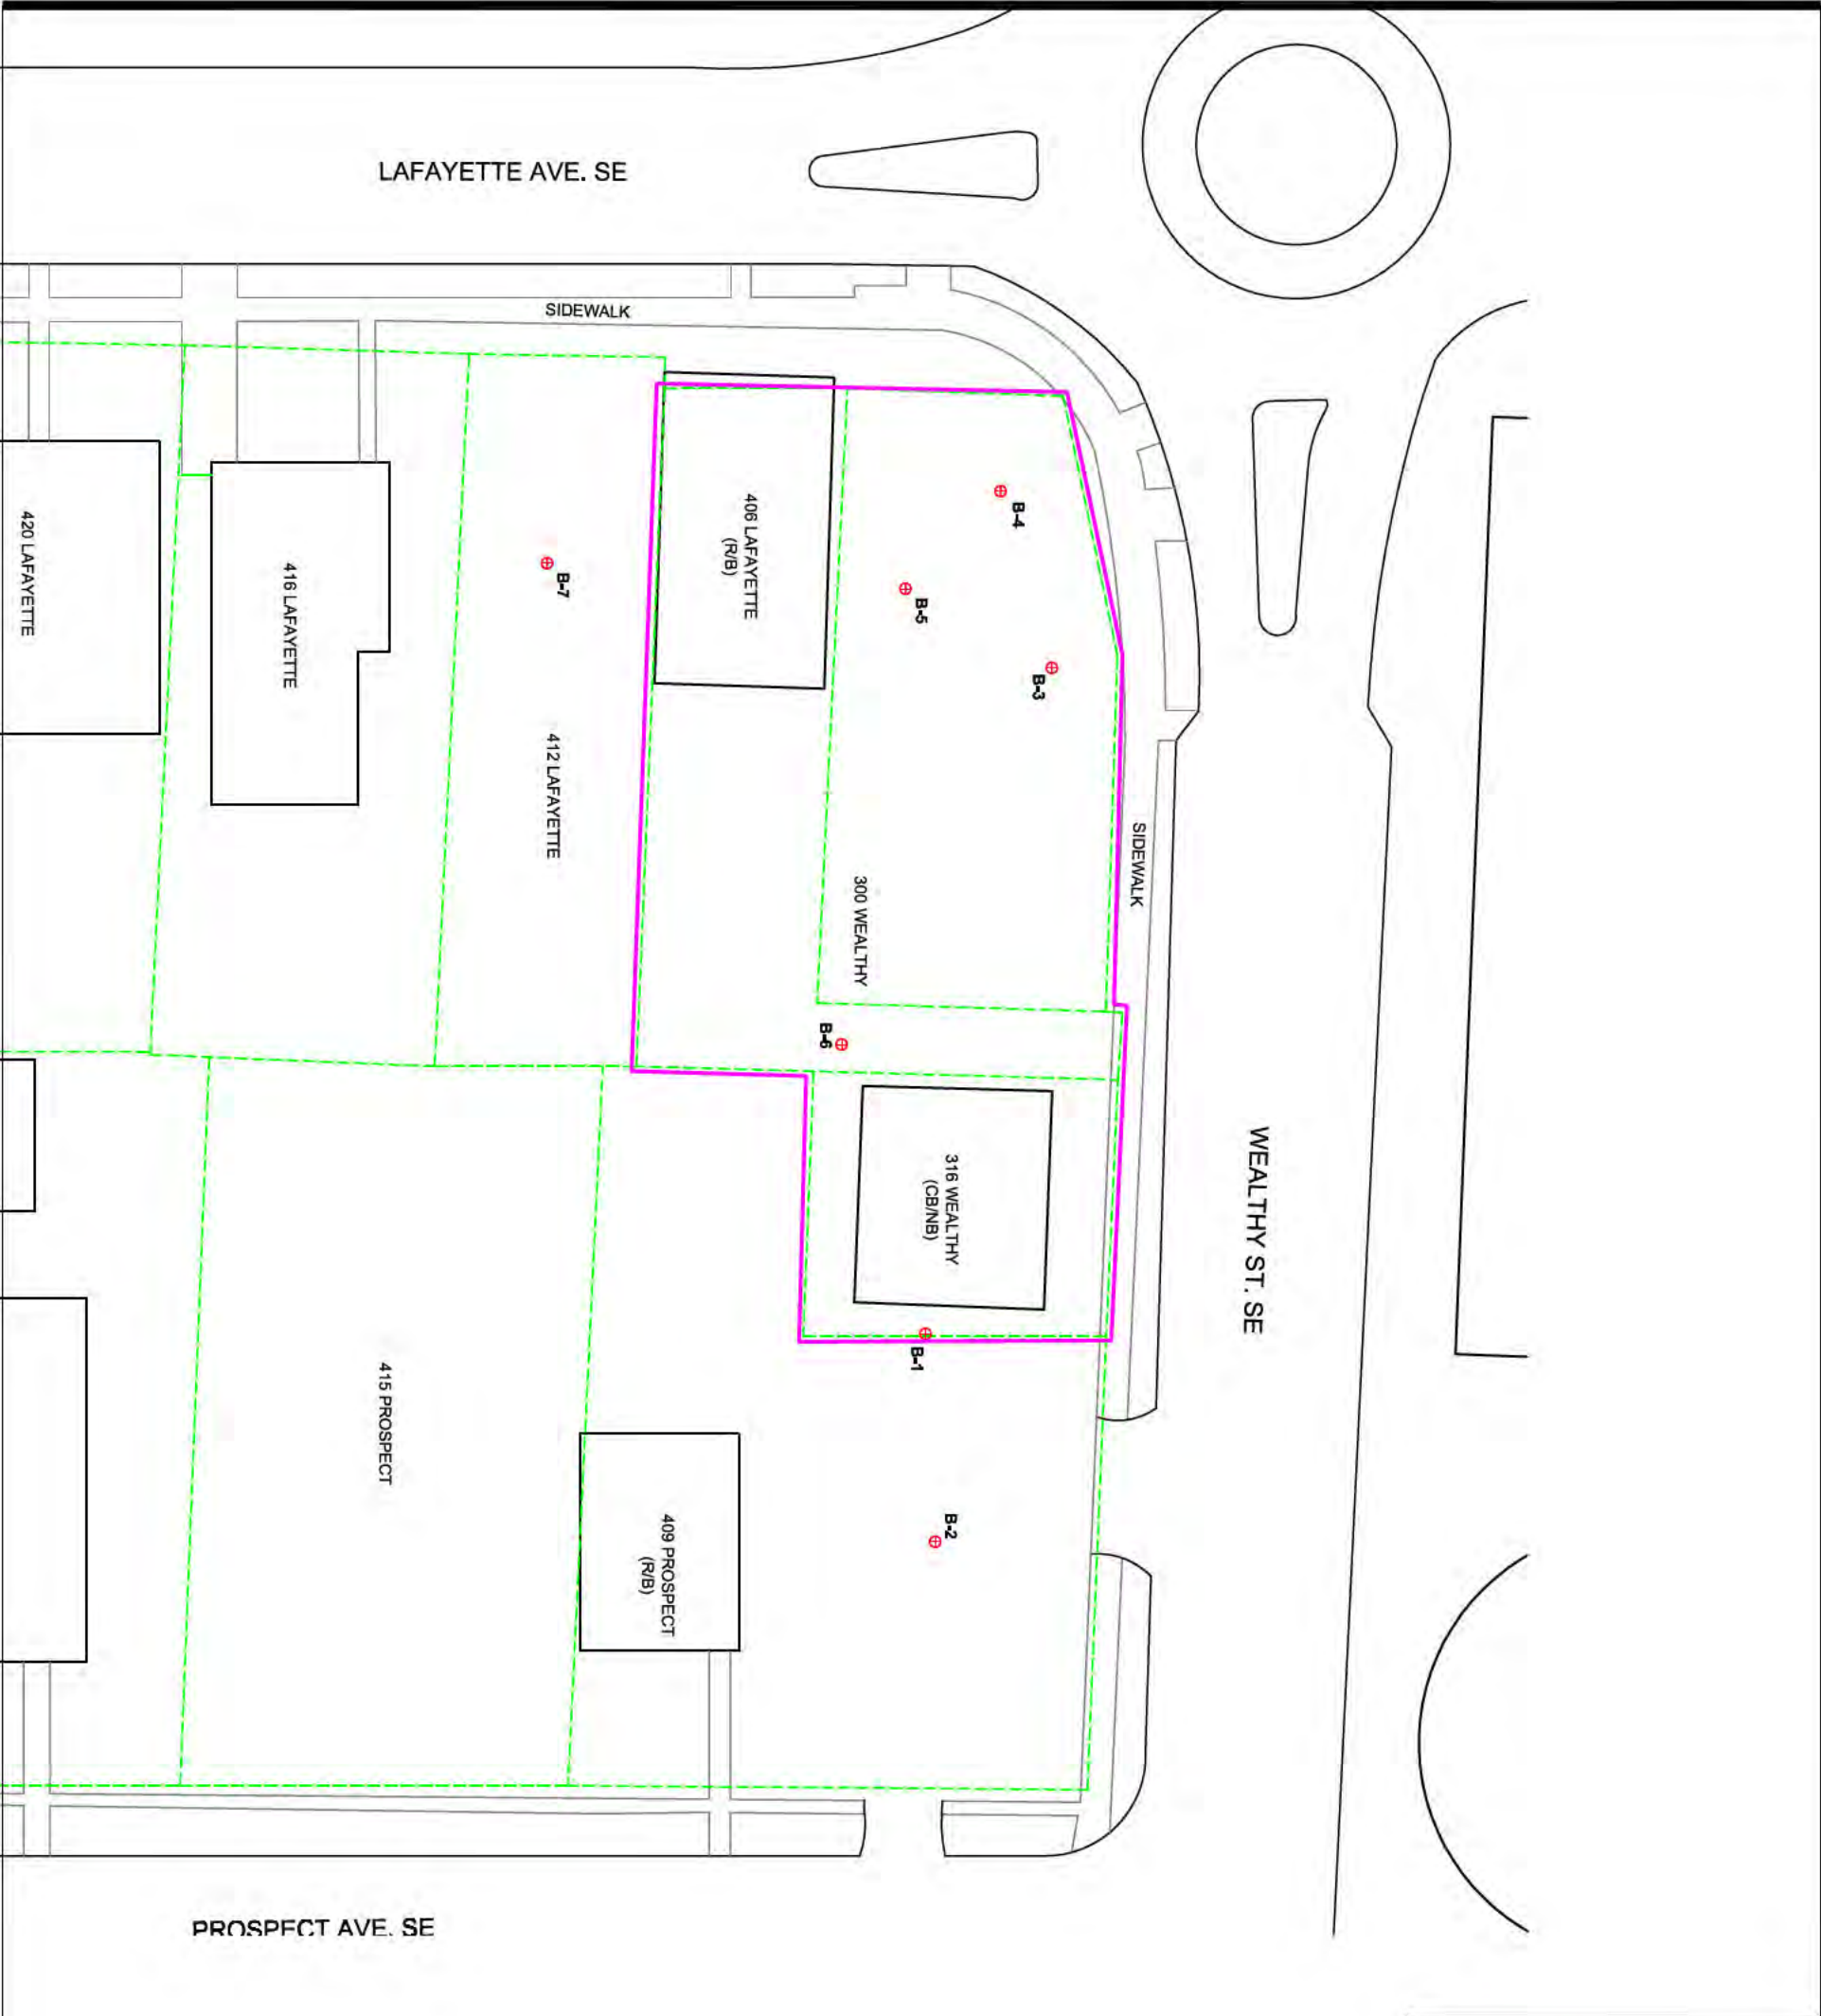 LAFAYETTE AVE. SE
SIDEWALK
B-4
406 LAFAYETTE
(R/B)
420 LAFAYETTE
416 LAFAYETTE
B-7
B-5
B-3
412 LAFAYETTE
SIDEWALK
300 WEALTHY
B-6
WEALTHY ST. SE
316 WEALTHY
(CB/NB)
B-1
415 PROSPECT
B-2
409 PROSPECT
(R/B)
PROSPECT AVE. SE